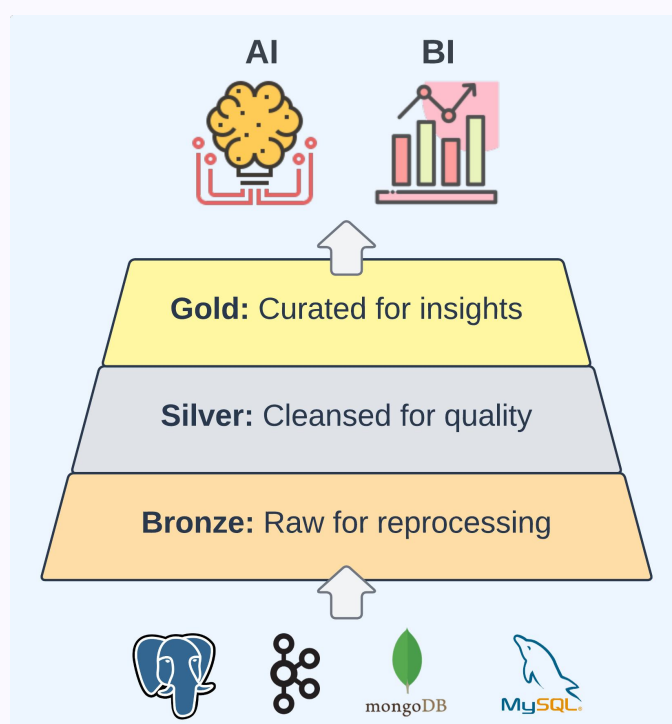 AI
BI
Gold: Curated for insights
Silver: Cleansed for quality
Bronze: Raw for reprocessing
mongoDB
MySQL